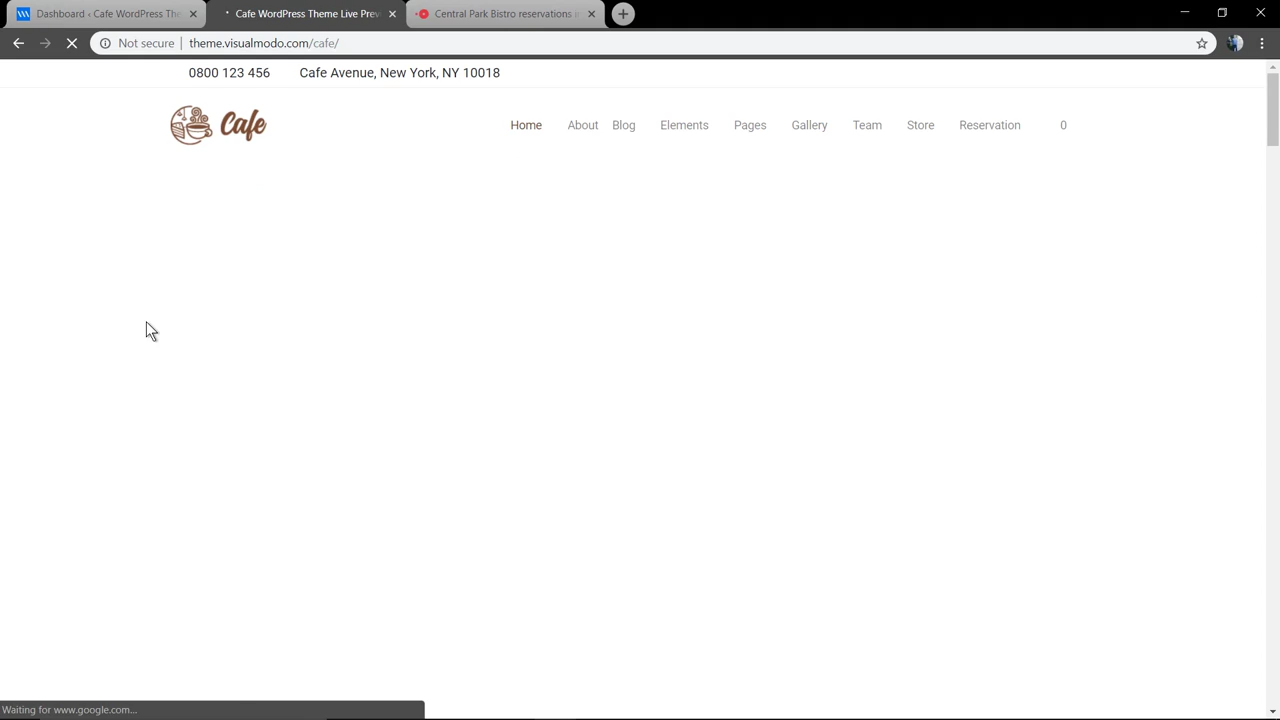 Dashboard ‹ Cafe WordPress The
Cafe WordPress Theme Live Prev
Central Park Bistro reservations in
Not secure
theme.visualmodo.com/cafe/
0800 123 456
Cafe Avenue, New York, NY 10018
Cafe
Home
About
Blog
Elements
Pages
Gallery
Team
Store
Reservation
0
Waiting for www.google.com...